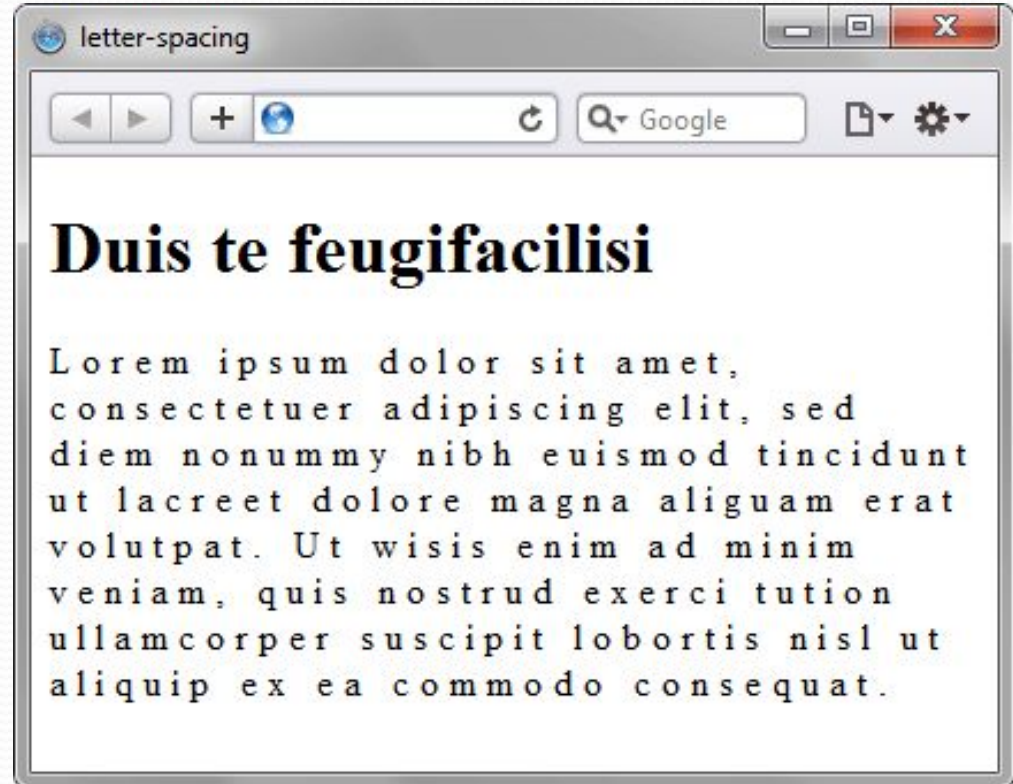 letter-spacing
Google
Duis te feugifacilisi
Lorem ipsum dolor sit amet,
consectetuer adipiscing elit, sed
diem nonummy nibh euismod tincidunt
ut lacreet dolore magna aliguam erat
volutpat. Ut wisis enim ad minim
veniam, quis nostrud exerci tution
ullamcorper suscipit lobortis nisl ut
aliquip ex ea commodo consequat.